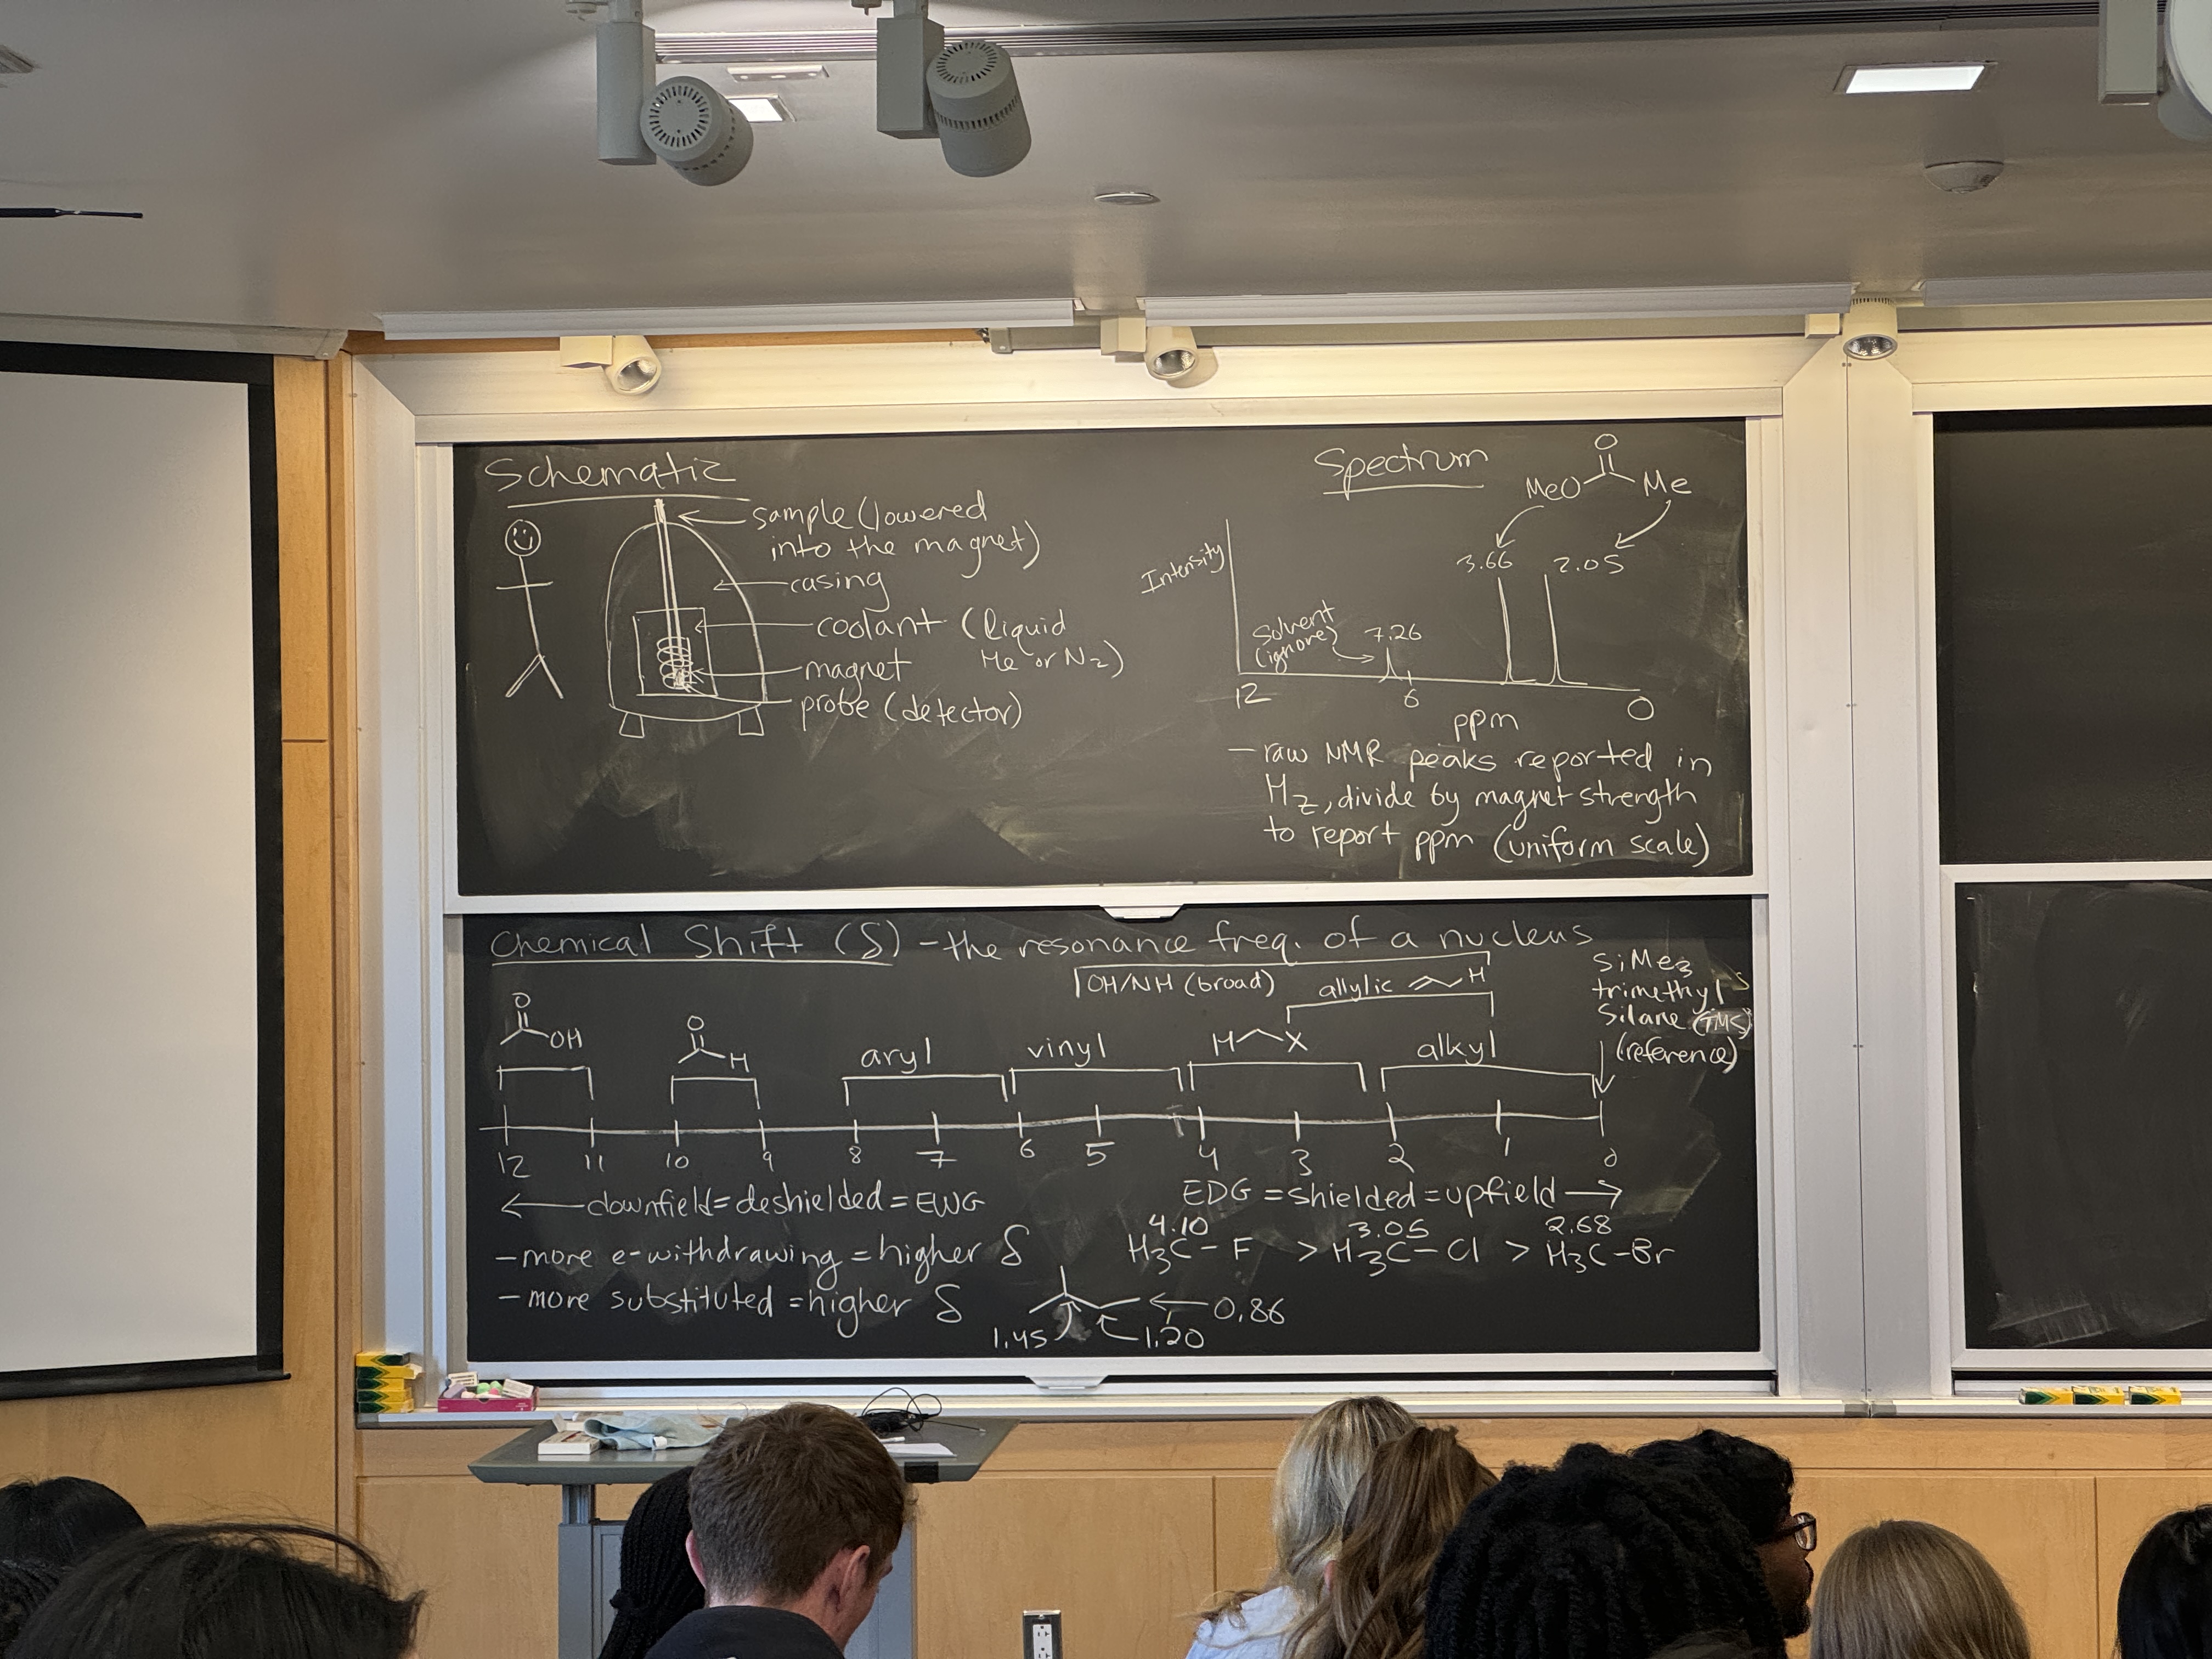 Schematic
sample (lowered
into the magnet)
casing
coolant (liquid
He or N2)
magnet
probe (detector)
Spectrum
O
MeO Me
3.66 2.05
Intensity
Solvent
(ignore)
7.26
12 6 0
ppm
- raw NMR peaks reported in
Hz, divide by magnet strength
to report ppm (uniform scale)
Chemical Shift (δ) - the resonance freq. of a nucleus
OH/NH (broad)
allylic H
SiMe3
trimethyl
Silane (TMS)
(reference)
O
OH
O
H
aryl
vinyl
H X
alkyl
12 11 10 9 8 7 6 5 4 3 2 1 0
← downfield = deshielded = EWG
EDG = shielded = upfield →
- more e-withdrawing = higher δ
4.10 3.05 2.68
H3C-F > H3C-Cl > H3C-Br
- more substituted = higher δ
0.86
1.45
1.20